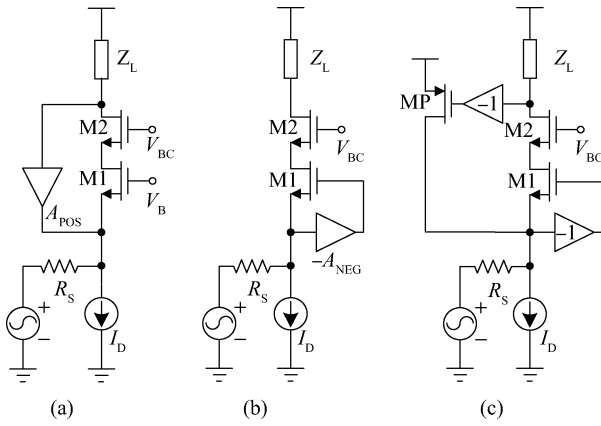 Z_L
M2
V_BC
M1
V_B
A_POS
R_S
+
−
I_D
(a)
Z_L
M2
V_BC
M1
−A_NEG
R_S
+
−
I_D
(b)
Z_L
MP
−1
M2
V_BC
M1
−1
R_S
+
−
I_D
(c)